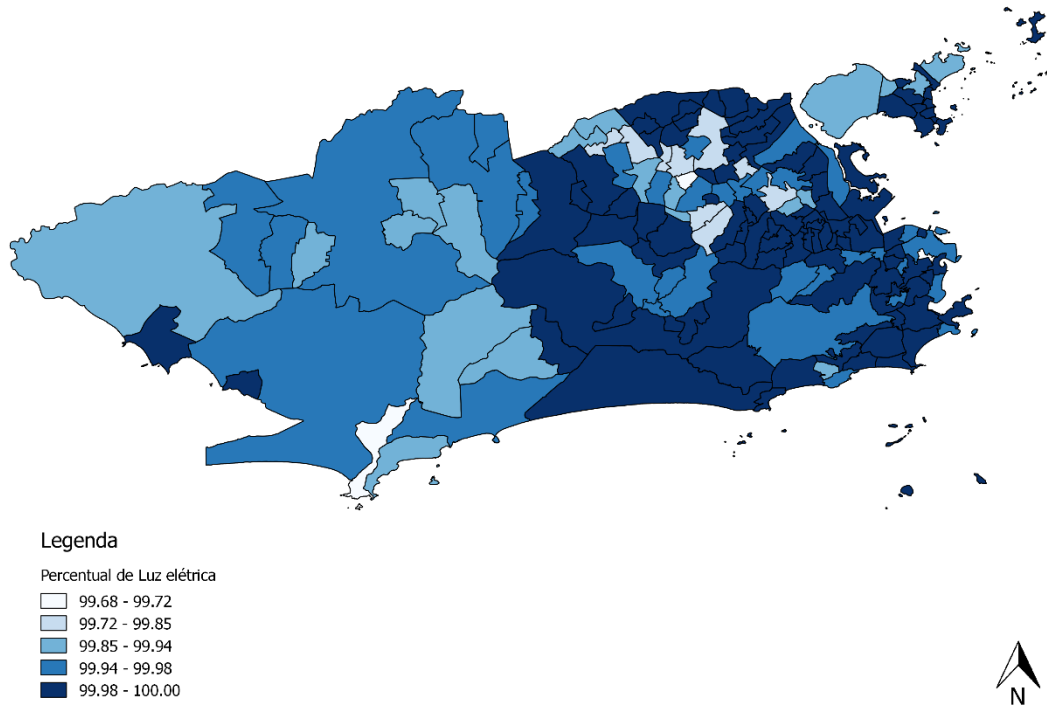 Legenda
Percentual de Luz elétrica
99.68 - 99.72
99.72 - 99.85
99.85 - 99.94
99.94 - 99.98
99.98 - 100.00
N